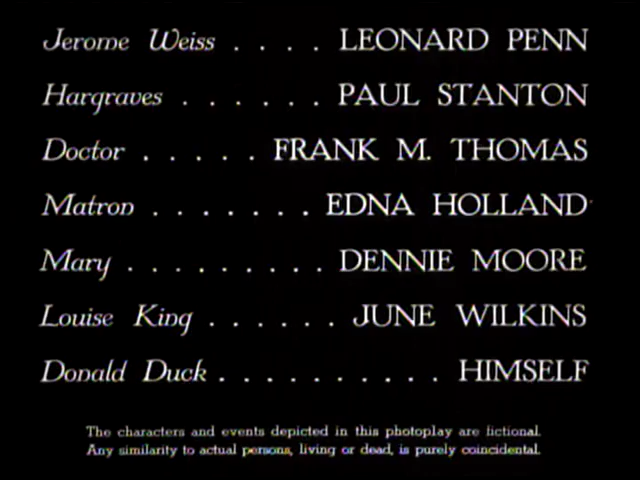 Jerome Weiss . . . . LEONARD PENN
Hargraves . . . . . . PAUL STANTON
Doctor . . . . . FRANK M. THOMAS
Matron . . . . . . . EDNA HOLLAND
Mary . . . . . . . . . DENNIE MOORE
Louise King . . . . . . JUNE WILKINS
Donald Duck . . . . . . . . . . HIMSELF
The characters and events depicted in this photoplay are fictional.
Any similarity to actual persons, living or dead, is purely coincidental.